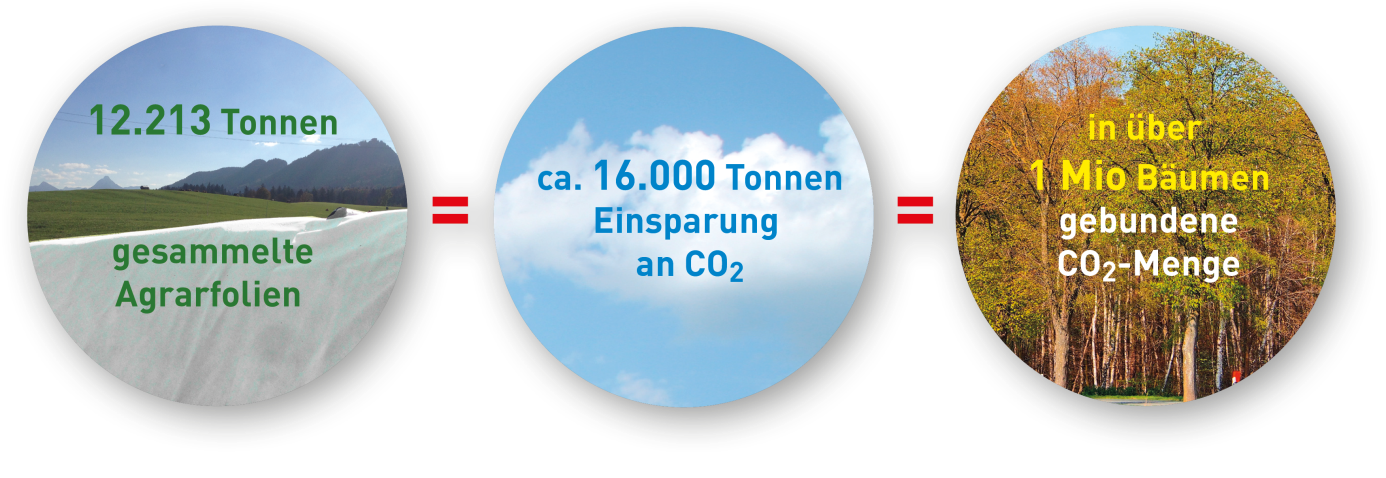 12.213 Tonnen
gesammelte
Agrarfolien
=
ca. 16.000 Tonnen
Einsparung
an CO₂
=
in über
1 Mio Bäumen
gebundene
CO₂-Menge